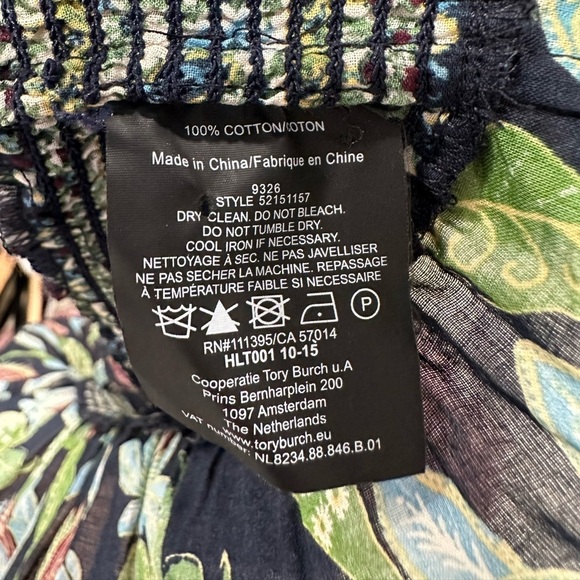 100% COTTON/COTON
Made in China/Fabrique en Chine
9326
STYLE 52151157
DRY CLEAN. DO NOT BLEACH.
DO NOT TUMBLE DRY.
COOL IRON IF NECESSARY.
NETTOYAGE À SEC. NE PAS JAVELLISER
NE PAS SECHER LA MACHINE. REPASSAGE
À TEMPÉRATURE FAIBLE SI NECESSAIRE
P
RN#111395/CA 57014
HLT001 10-15
Cooperatie Tory Burch u.A
Prins Bernharplein 200
1097 Amsterdam
The Netherlands
www.toryburch.eu
VAT number: NL8234.88.846.B.01